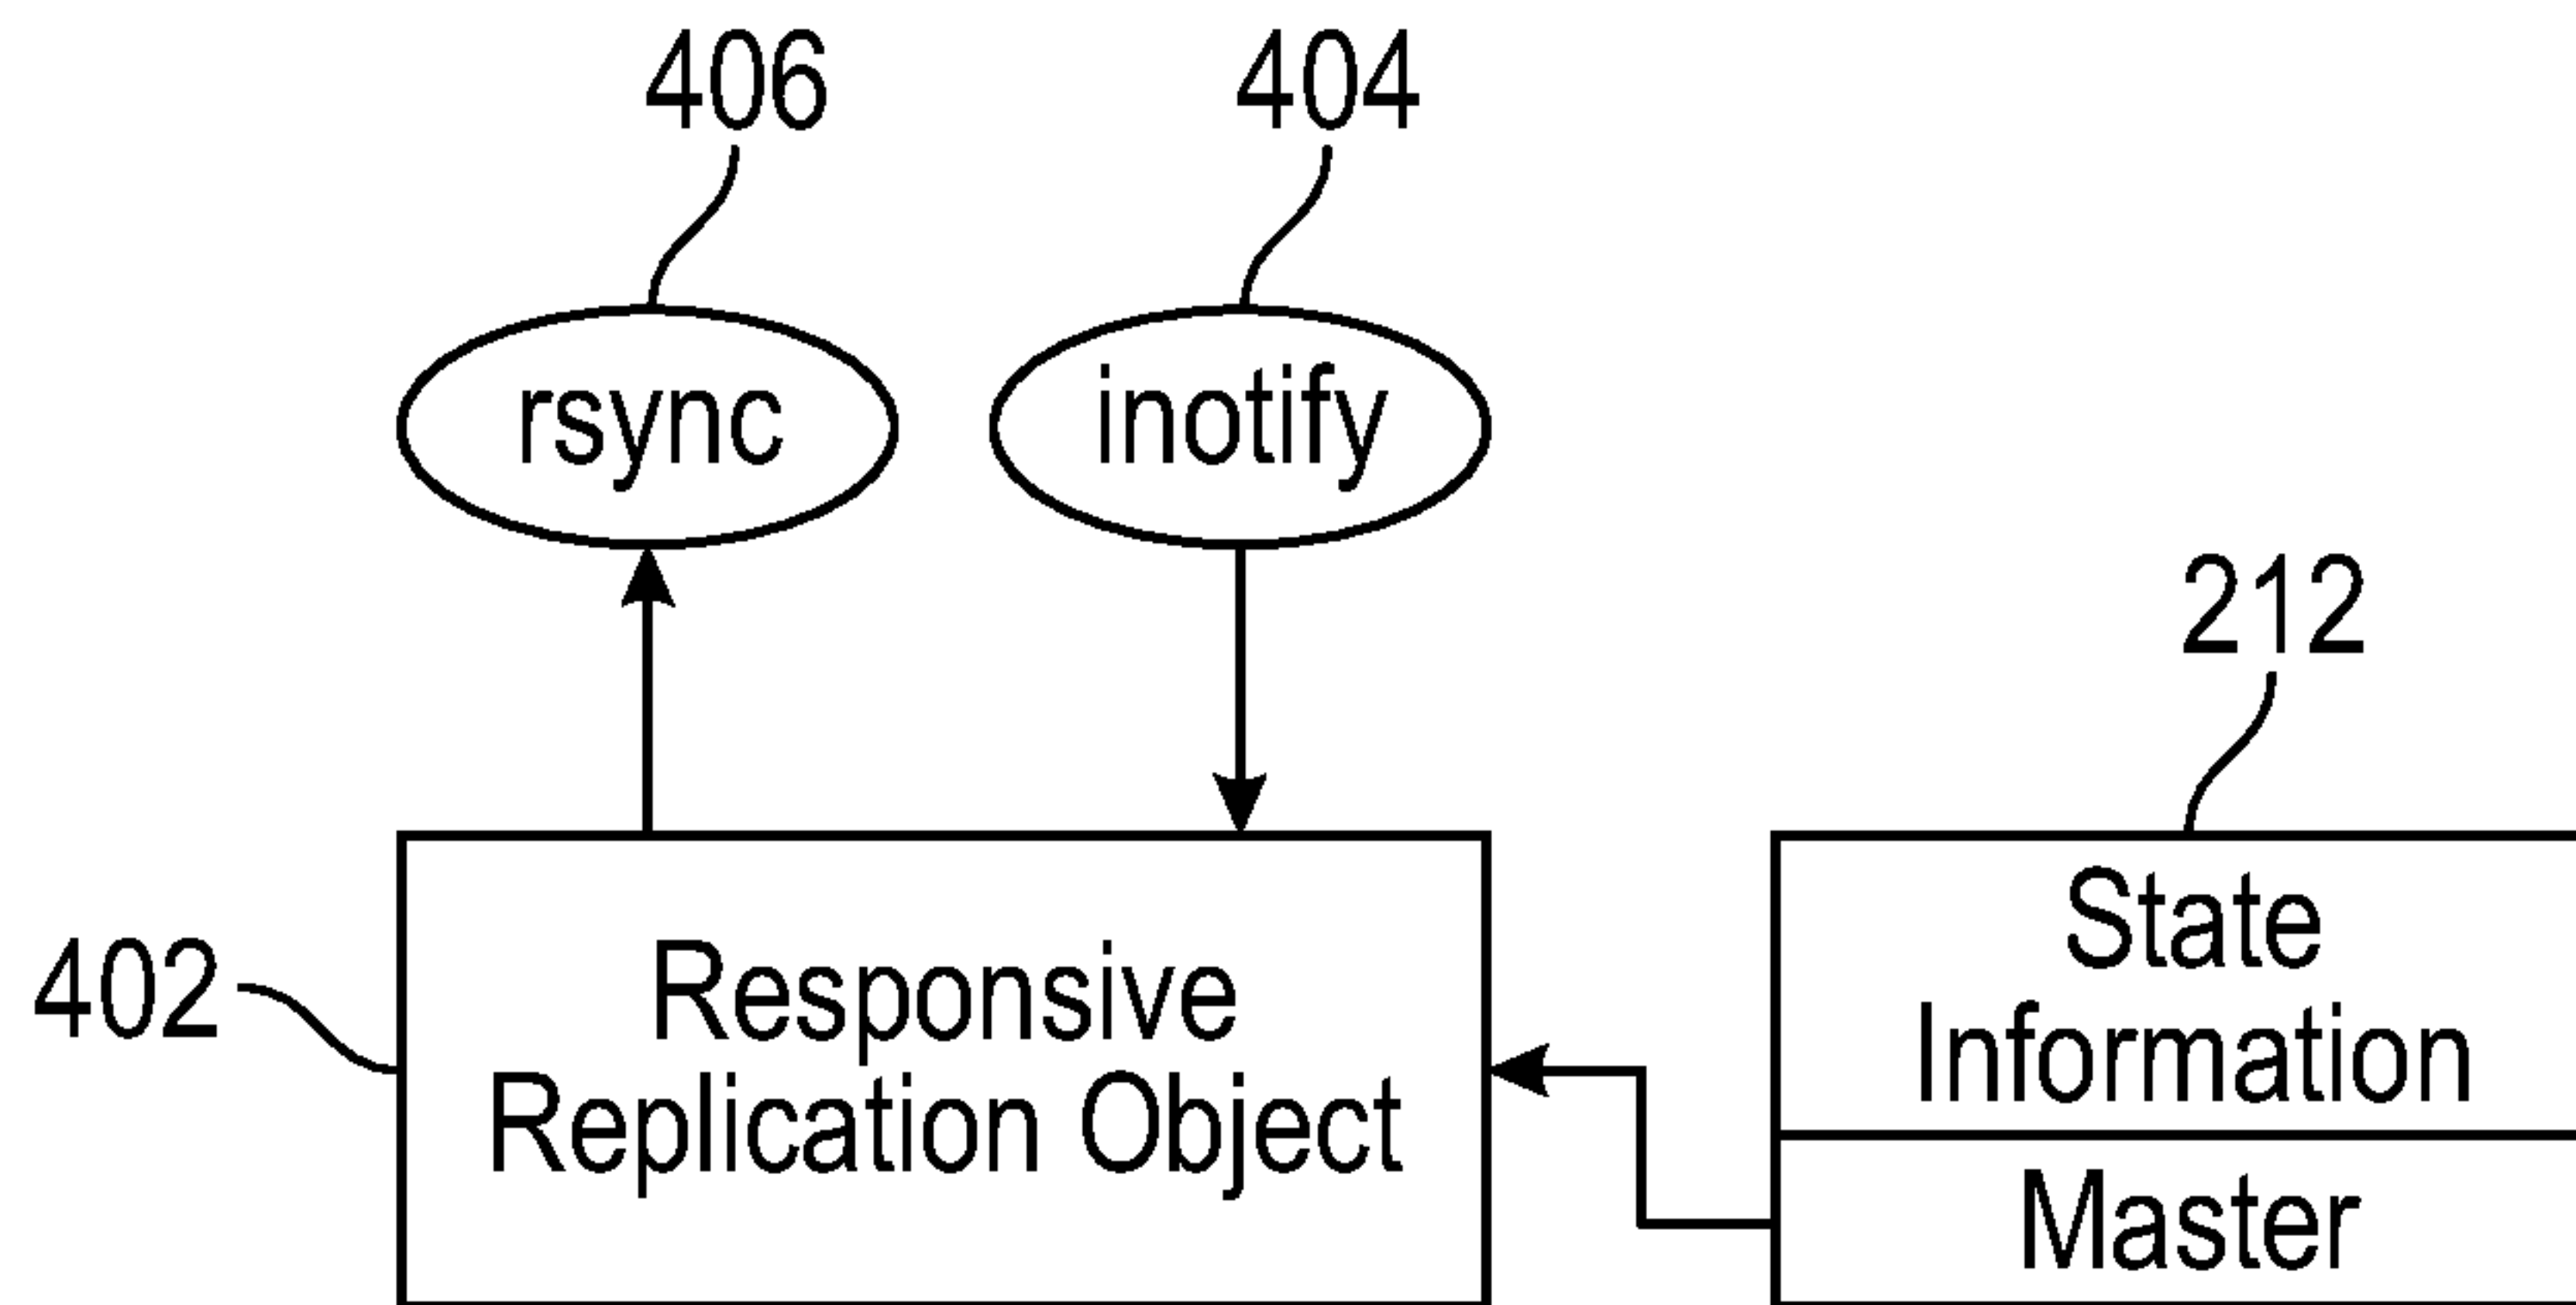 406
404
rsync
inotify
212
402
Responsive
Replication Object
State
Information
Master